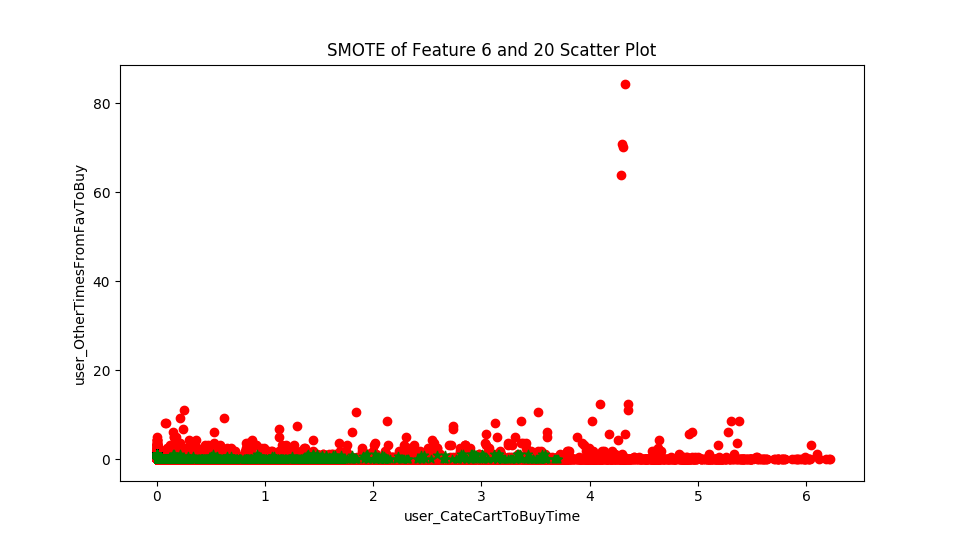 SMOTE of Feature 6 and 20 Scatter Plot
80
60
40
20
0
user_OtherTimesFromFavToBuy
0 1 2 3 4 5 6
user_CateCartToBuyTime